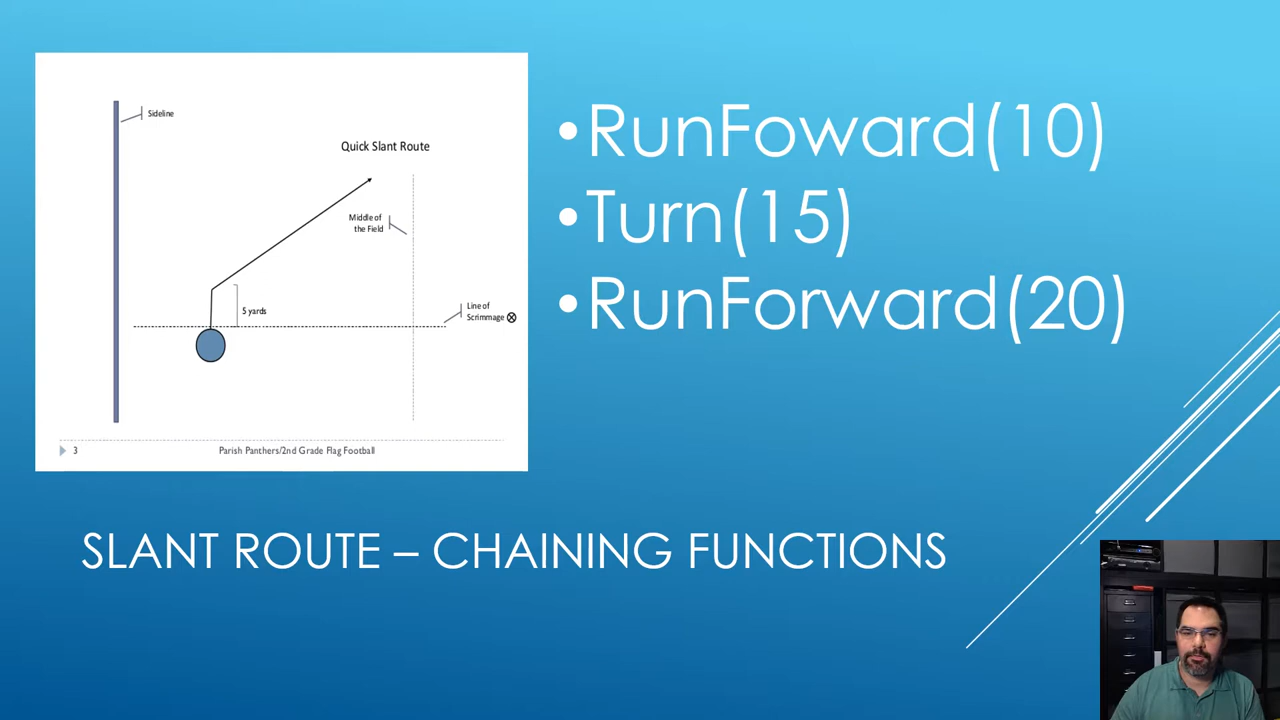 Sideline
Quick Slant Route
Middle of
the Field
5 yards
Line of
Scrimmage
3
Parish Panthers/2nd Grade Flag Football
•RunFoward(10)
•Turn(15)
•RunForward(20)
SLANT ROUTE – CHAINING FUNCTIONS